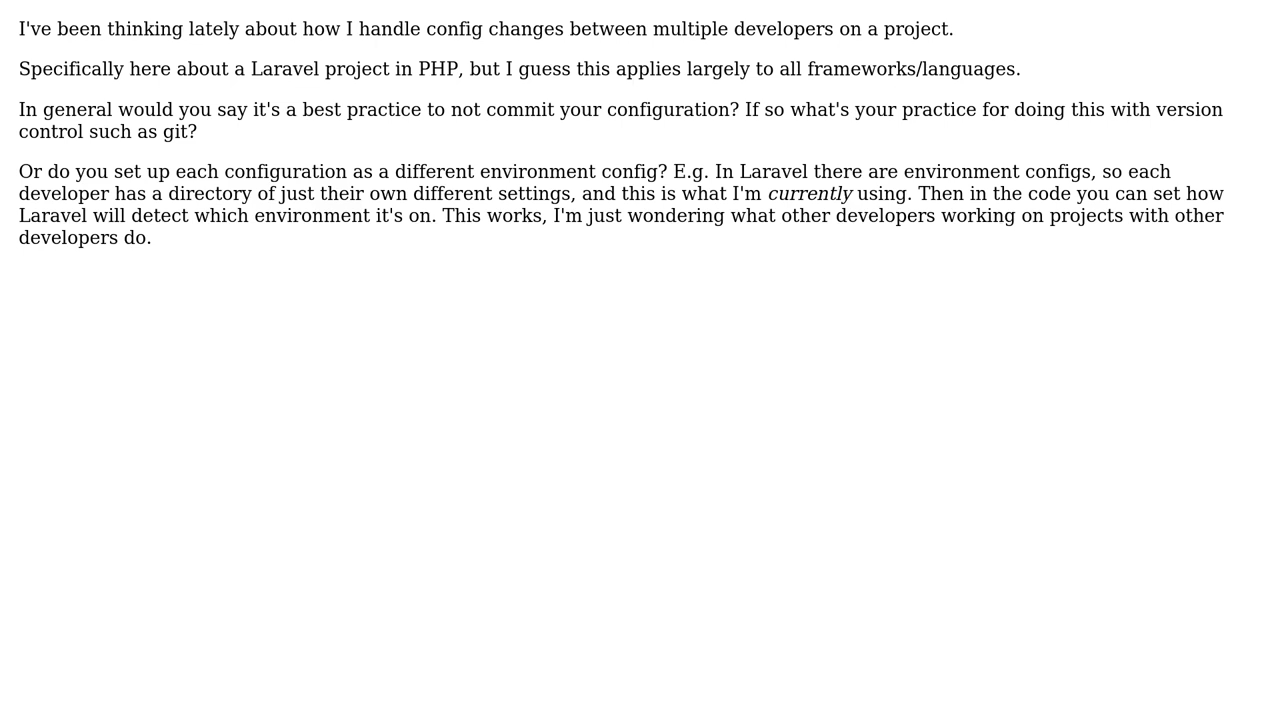 I've been thinking lately about how I handle config changes between multiple developers on a project.
Specifically here about a Laravel project in PHP, but I guess this applies largely to all frameworks/languages.
In general would you say it's a best practice to not commit your configuration? If so what's your practice for doing this with version
control such as git?
Or do you set up each configuration as a different environment config? E.g. In Laravel there are environment configs, so each
developer has a directory of just their own different settings, and this is what I'm currently using. Then in the code you can set how
Laravel will detect which environment it's on. This works, I'm just wondering what other developers working on projects with other
developers do.